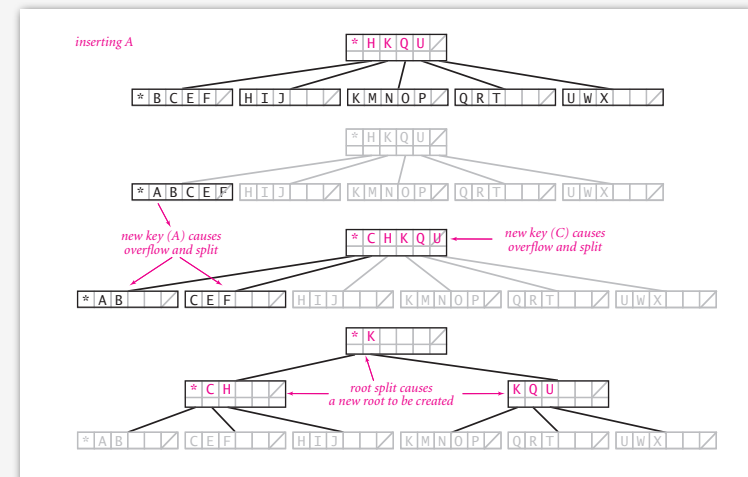 inserting A
* H K Q U
* B C E F
H I J
K M N O P
Q R T
U W X
* H K Q U
* A B C E F
H I J
K M N O P
Q R T
U W X
new key (A) causes
overflow and split
* C H K Q U
new key (C) causes
overflow and split
* A B
C E F
H I J
K M N O P
Q R T
U W X
* K
* C H
root split causes
a new root to be created
K Q U
* A B
C E F
H I J
K M N O P
Q R T
U W X